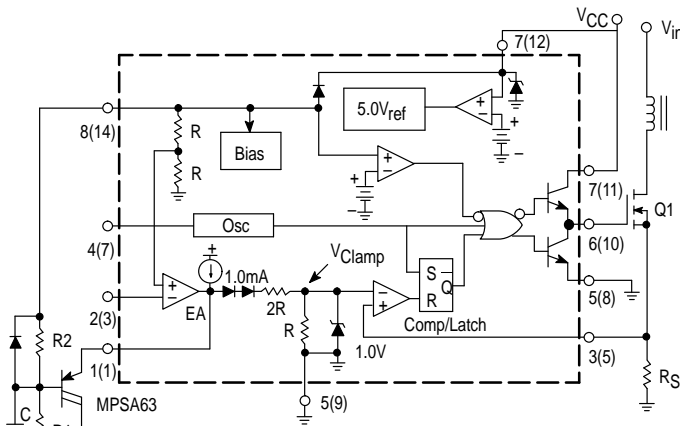 V_CC
V_in
7(12)
+
−
5.0V_ref
+
−
8(14)
R
Bias
+
−
R
+
−
7(11)
Q1
Osc
4(7)
6(10)
+
V_Clamp
S
Q
1.0mA
−
+
R
5(8)
+
−
2R
2(3)
EA
R
Comp/Latch
1.0V
3(5)
R2
1(1)
R_S
5(9)
MPSA63
C